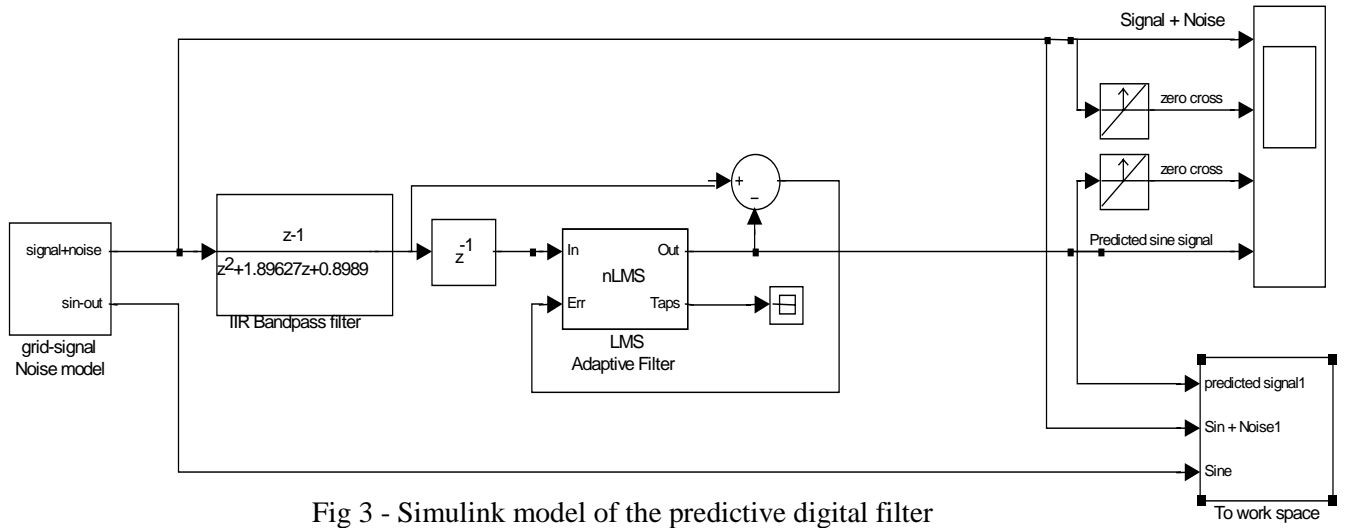 Signal + Noise
zero cross
zero cross
Predicted sine signal
signal+noise
sin-out
grid-signal
Noise model
z-1
z2+1.89627z+0.8989
IIR Bandpass filter
-1
z
+
−
In
Out
nLMS
Err
Taps
LMS
Adaptive Filter
predicted signal1
Sin + Noise1
Sine
To work space
Fig 3 - Simulink model of the predictive digital filter